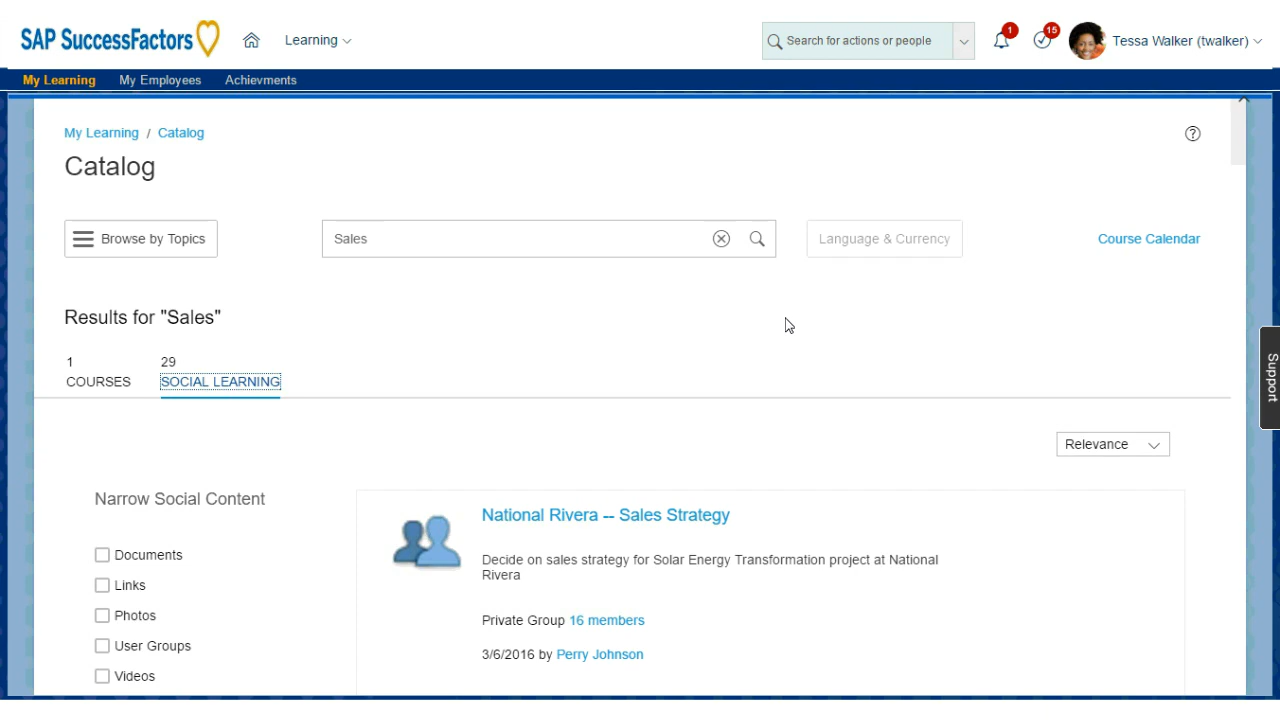 SAP SuccessFactors
Learning
Search for actions or people
1
15
Tessa Walker (twalker)
My Learning
My Employees
Achievments
My Learning / Catalog
?
Catalog
Browse by Topics
Sales
Language & Currency
Course Calendar
Results for "Sales"
1
COURSES
29
SOCIAL LEARNING
Support
Relevance
Narrow Social Content
Documents
Links
Photos
User Groups
Videos
National Rivera -- Sales Strategy
Decide on sales strategy for Solar Energy Transformation project at National
Rivera
Private Group 16 members
3/6/2016 by Perry Johnson